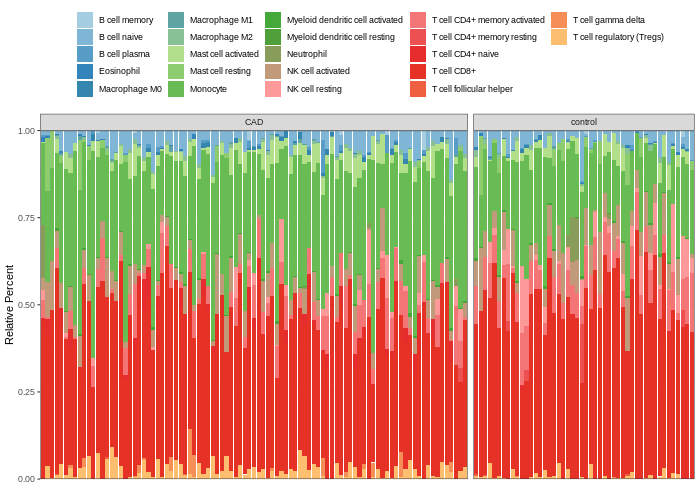 B cell memory
B cell naive
B cell plasma
Eosinophil
Macrophage M0
Macrophage M1
Macrophage M2
Mast cell activated
Mast cell resting
Monocyte
Myeloid dendritic cell activated
Myeloid dendritic cell resting
Neutrophil
NK cell activated
NK cell resting
T cell CD4+ memory activated
T cell CD4+ memory resting
T cell CD4+ naive
T cell CD8+
T cell follicular helper
T cell gamma delta
T cell regulatory (Tregs)
CAD
control
1.00
0.75
0.50
0.25
0.00
Relative Percent